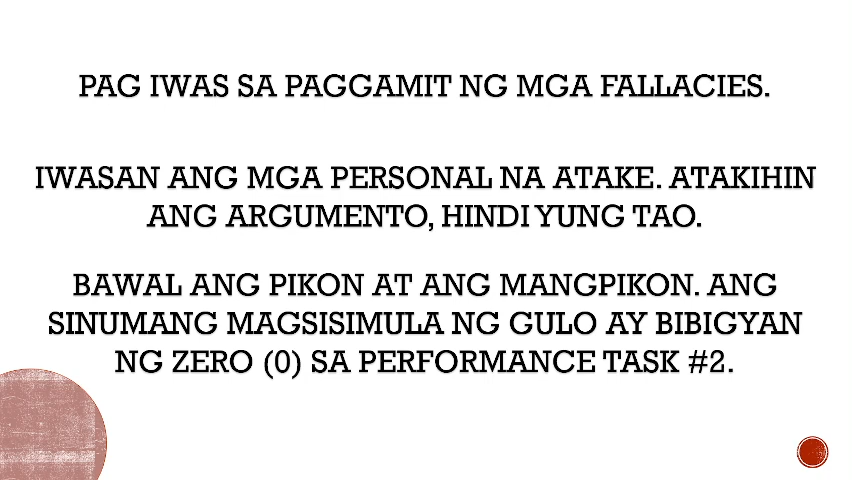 PAG IWAS SA PAGGAMIT NG MGA FALLACIES.
IWASAN ANG MGA PERSONAL NA ATAKE. ATAKIHIN
ANG ARGUMENTO, HINDI YUNG TAO.
BAWAL ANG PIKON AT ANG MANGPIKON. ANG
SINUMANG MAGSISIMULA NG GULO AY BIBIGYAN
NG ZERO (0) SA PERFORMANCE TASK #2.